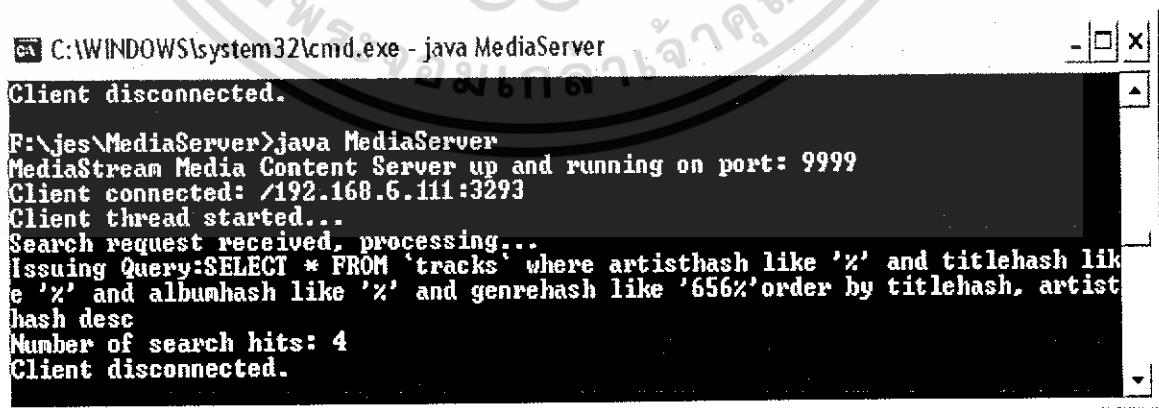 C:\WINDOWS\system32\cmd.exe - java MediaServer
Client disconnected.
F:\jes\MediaServer>java MediaServer
MediaStream Media Content Server up and running on port: 9999
Client connected: /192.168.6.111:3293
Client thread started...
Search request received, processing...
Issuing Query:SELECT * FROM `tracks` where artisthash like '%' and titlehash lik
e '%' and albumhash like '%' and genrehash like '656%'order by titlehash, artist
hash desc
Number of search hits: 4
Client disconnected.